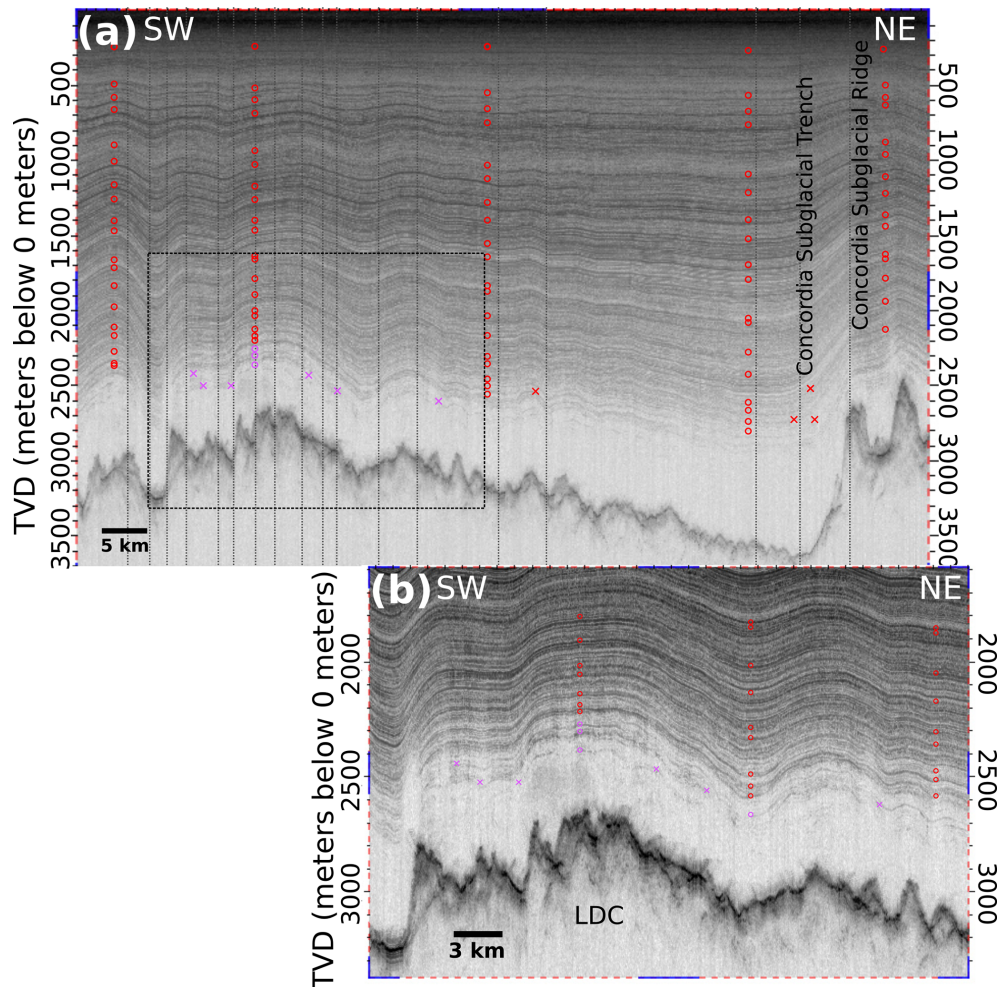 (a) SW NE
TVD (meters below 0 meters)
500
1000
1500
2000
2500
3000
3500
500
1000
1500
2000
2500
3000
3500
Concordia Subglacial Trench
Concordia Subglacial Ridge
5 km
(b) SW NE
TVD (meters below 0 meters)
2000
2500
3000
2000
2500
3000
LDC
3 km